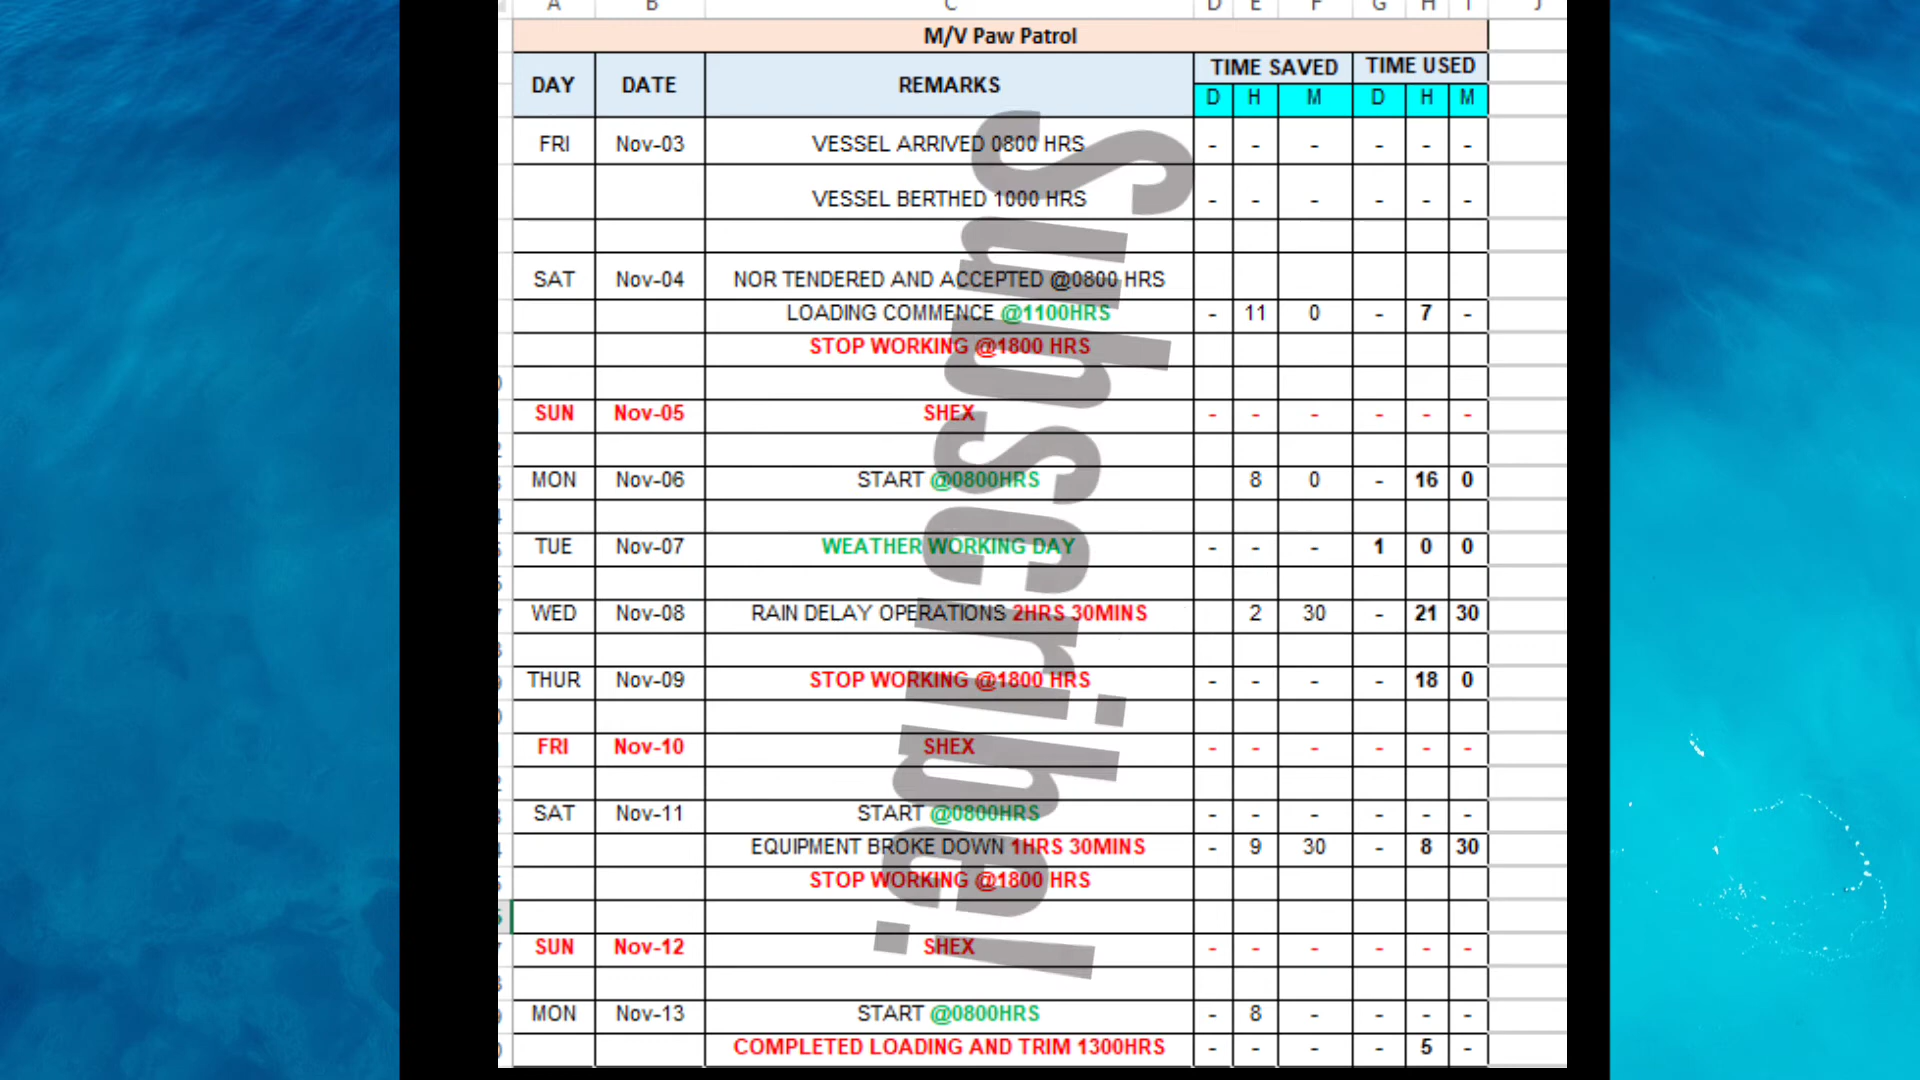 A B C D E F G H I J
M/V Paw Patrol
DAY DATE REMARKS TIME SAVED TIME USED
D H M D H M
FRI Nov-03 VESSEL ARRIVED 0800 HRS - - - - - -
VESSEL BERTHED 1000 HRS - - - - - -
SAT Nov-04 NOR TENDERED AND ACCEPTED @0800 HRS
LOADING COMMENCE @1100HRS - 11 0 - 7 -
STOP WORKING @1800 HRS
SUN Nov-05 SHEX - - - - - -
MON Nov-06 START @0800HRS 8 0 - 16 0
TUE Nov-07 WEATHER WORKING DAY - - - 1 0 0
WED Nov-08 RAIN DELAY OPERATIONS 2HRS 30MINS 2 30 - 21 30
THUR Nov-09 STOP WORKING @1800 HRS - - - - 18 0
FRI Nov-10 SHEX - - - - - -
SAT Nov-11 START @0800HRS - - - - - -
EQUIPMENT BROKE DOWN 1HRS 30MINS - 9 30 - 8 30
STOP WORKING @1800 HRS
SUN Nov-12 SHEX - - - - - -
MON Nov-13 START @0800HRS - 8 - - - -
COMPLETED LOADING AND TRIM 1300HRS - - - - 5 -
Subscribe!